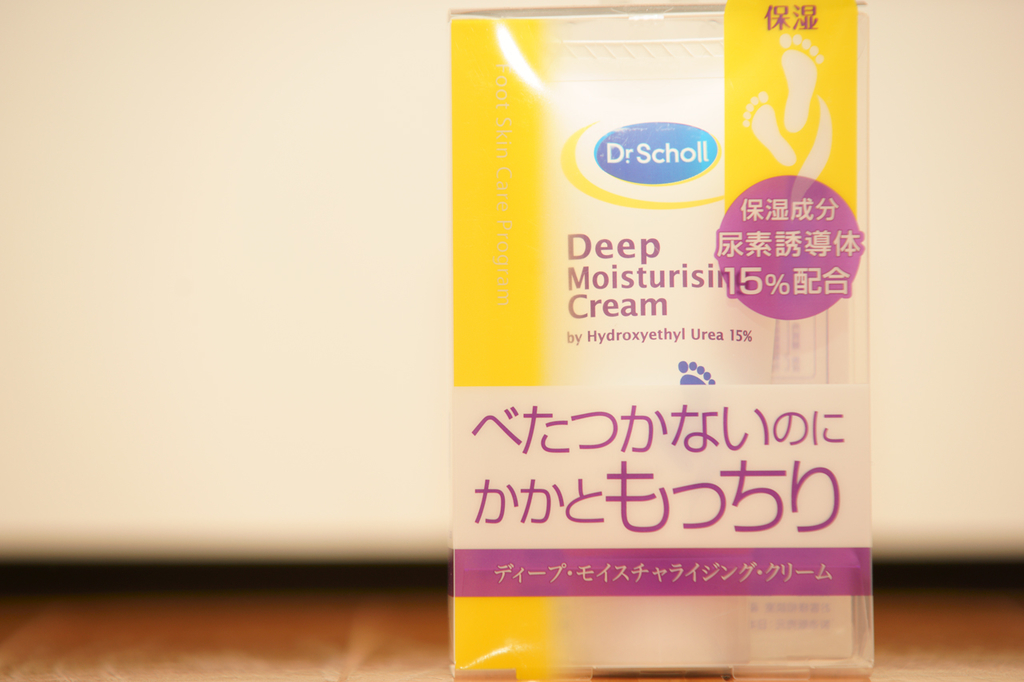 保湿
Foot Skin Care Program
Dr Scholl
保湿成分
尿素誘導体
15%配合
Deep
Moisturising
Cream
by Hydroxyethyl Urea 15%
べたつかないのに
かかともっちり
ディープ・モイスチャライジング・クリーム